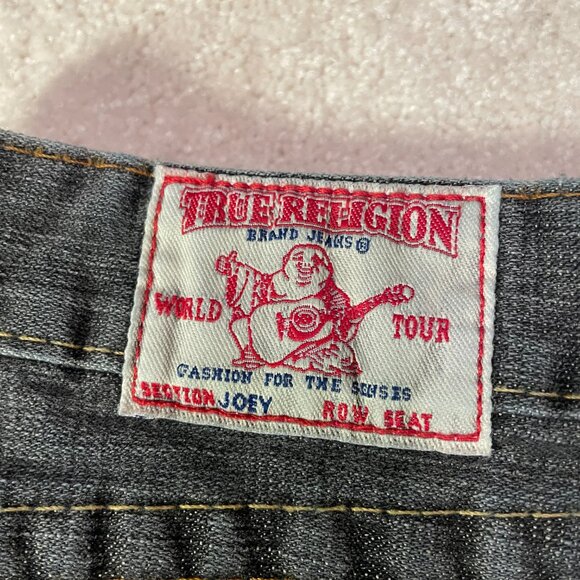 TRUE RELIGION
BRAND JEANS®
WORLD TOUR
FASHION FOR THE SENSES
SECTION JOEY ROW SEAT